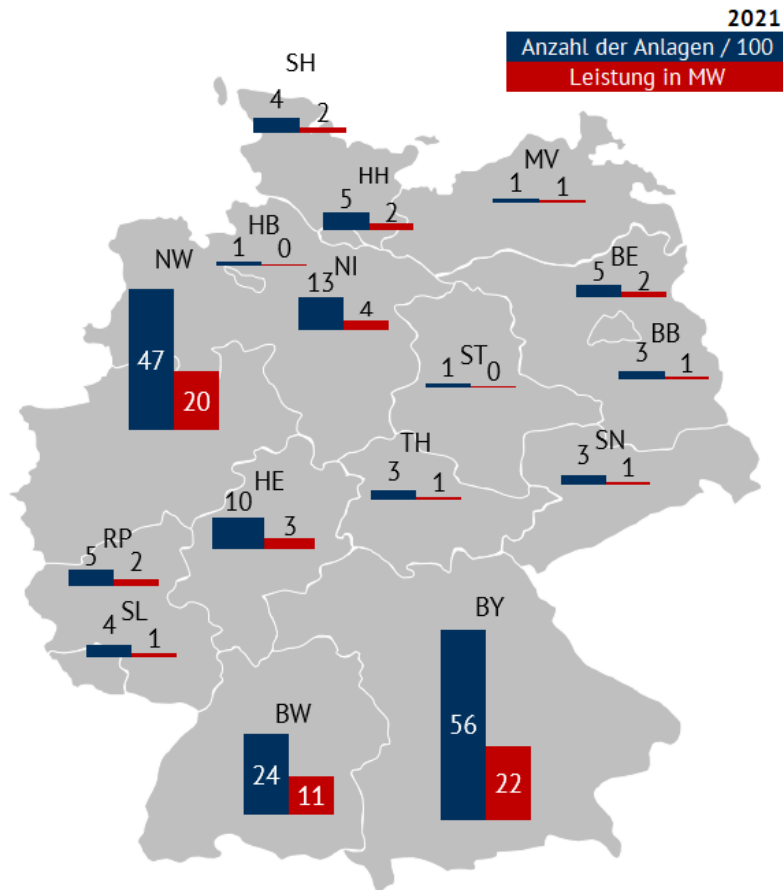 2021
Anzahl der Anlagen / 100
Leistung in MW
SH
4 2
MV
1 1
HH
5 2
HB
1 0
NW
47 20
NI
13 4
BE
5 2
BB
3 1
ST
1 0
TH
3 1
SN
3 1
HE
10 3
RP
5 2
SL
4 1
BY
56 22
BW
24 11